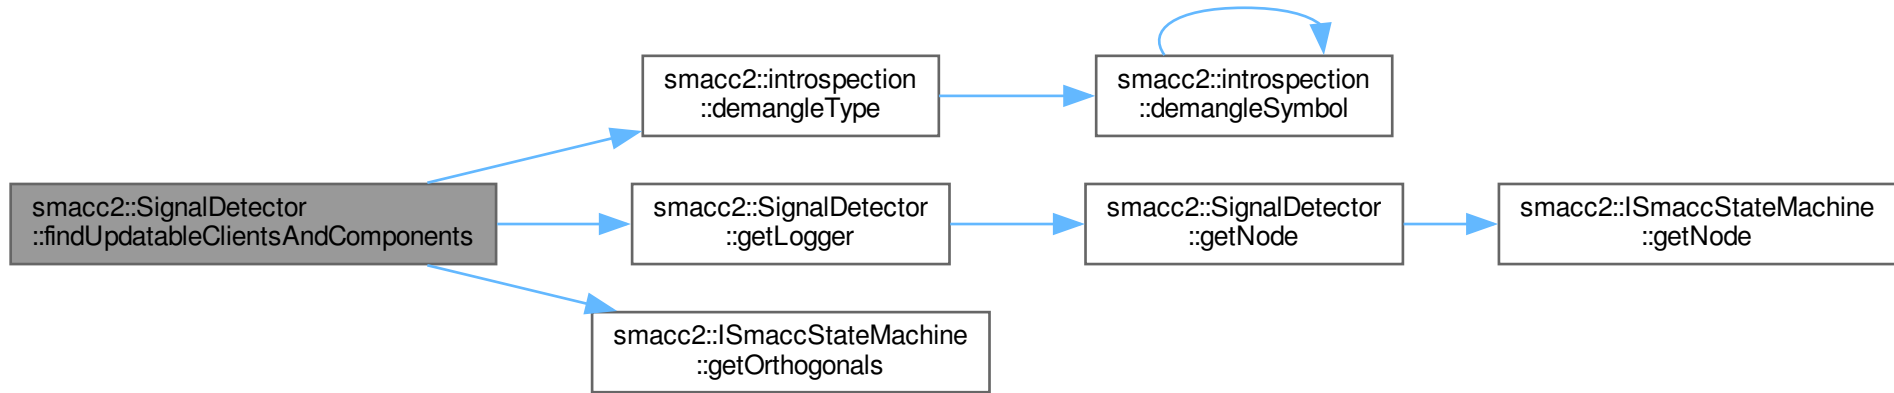 smacc2::introspection
::demangleType
smacc2::introspection
::demangleSymbol
smacc2::SignalDetector
::findUpdatableClientsAndComponents
smacc2::SignalDetector
::getLogger
smacc2::SignalDetector
::getNode
smacc2::ISmaccStateMachine
::getNode
smacc2::ISmaccStateMachine
::getOrthogonals